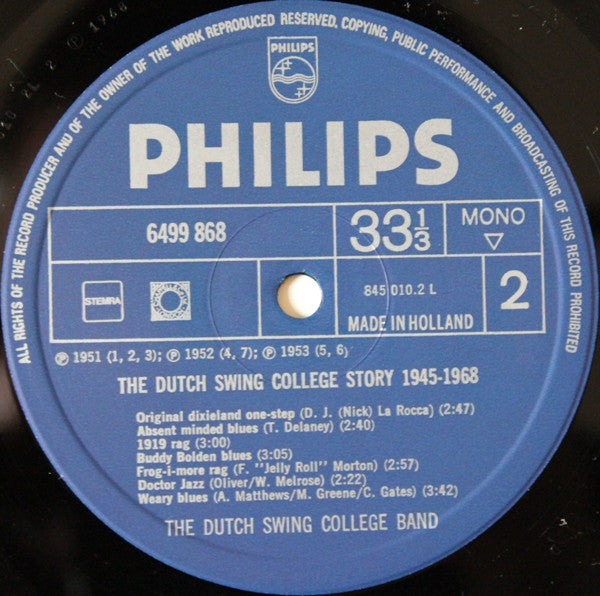 ALL RIGHTS OF THE RECORD PRODUCER AND OF THE OWNER OF THE WORK REPRODUCED RESERVED, COPYING, PUBLIC PERFORMANCE AND BROADCASTING OF THIS RECORD PROHIBITED
PHILIPS
PHILIPS
6499 868
33⅓
MONO
▽
STEMRA
845 010.2 L
2
MADE IN HOLLAND
℗ 1951 (1, 2, 3); ℗ 1952 (4, 7); ℗ 1953 (5, 6)
THE DUTCH SWING COLLEGE STORY 1945-1968
Original dixieland one-step (D. J. (Nick) La Rocca) (2:47)
Absent minded blues (T. Delaney) (2:40)
1919 rag (3:00)
Buddy Bolden blues (3:05)
Frog-i-more rag (F. "Jelly Roll" Morton) (2:57)
Doctor Jazz (Oliver/W. Melrose) (2:22)
Weary blues (A. Matthews/M. Greene/C. Gates) (3:42)
THE DUTCH SWING COLLEGE BAND
2 ℗ 1968